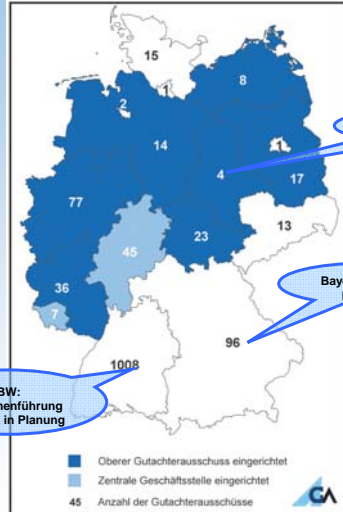 15
1
8
2
14
1
4
17
77
13
23
45
36
7
96
Baye
1008
BW:
enführung
in Planung
Oberer Gutachterausschuss eingerichtet
Zentrale Geschäftsstelle eingerichtet
45 Anzahl der Gutachterausschüsse
GA